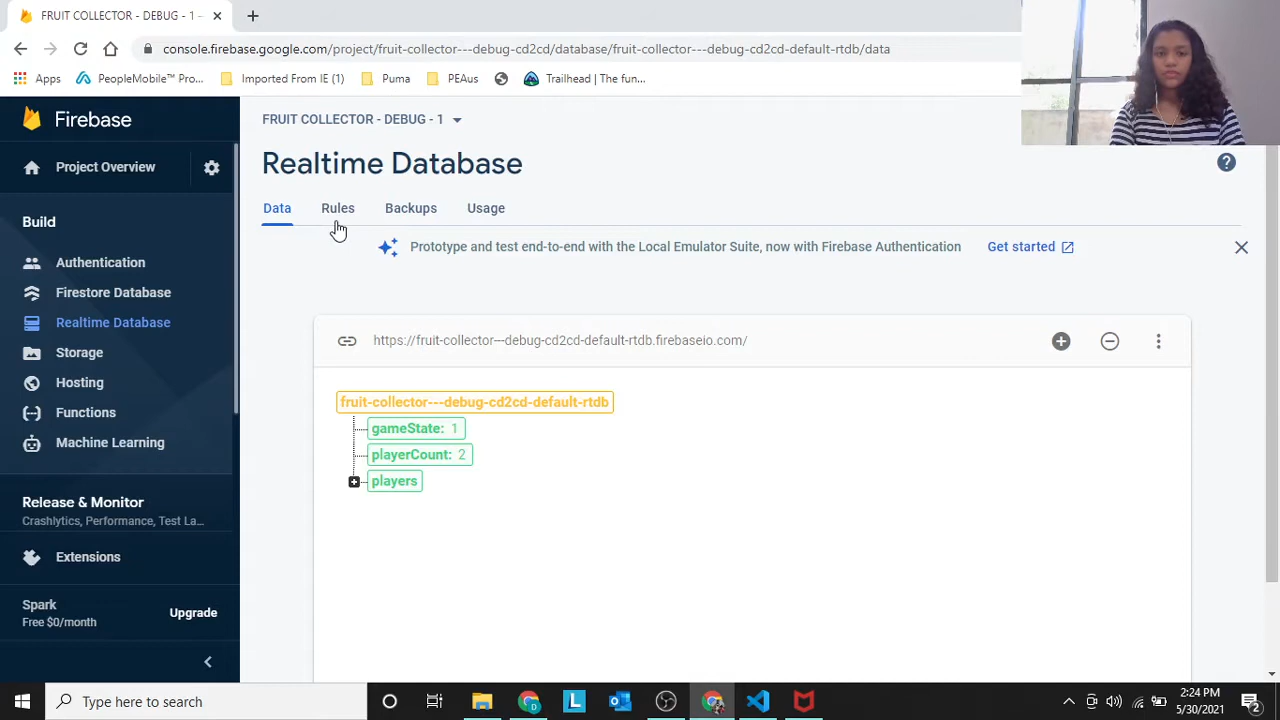 FRUIT COLLECTOR - DEBUG - 1 -
console.firebase.google.com/project/fruit-collector---debug-cd2cd/database/fruit-collector---debug-cd2cd-default-rtdb/data
Apps PeopleMobile™ Pro... Imported From IE (1) Puma PEAus Trailhead | The fun...
Firebase
Project Overview
Build
Authentication
Firestore Database
Realtime Database
Storage
Hosting
Functions
Machine Learning
Release & Monitor
Crashlytics, Performance, Test La...
Extensions
Spark
Free $0/month
Upgrade
FRUIT COLLECTOR - DEBUG - 1
Realtime Database
Data Rules Backups Usage
Prototype and test end-to-end with the Local Emulator Suite, now with Firebase Authentication Get started
https://fruit-collector---debug-cd2cd-default-rtdb.firebaseio.com/
fruit-collector---debug-cd2cd-default-rtdb
gameState: 1
playerCount: 2
players
Type here to search
2:24 PM
5/30/2021
2